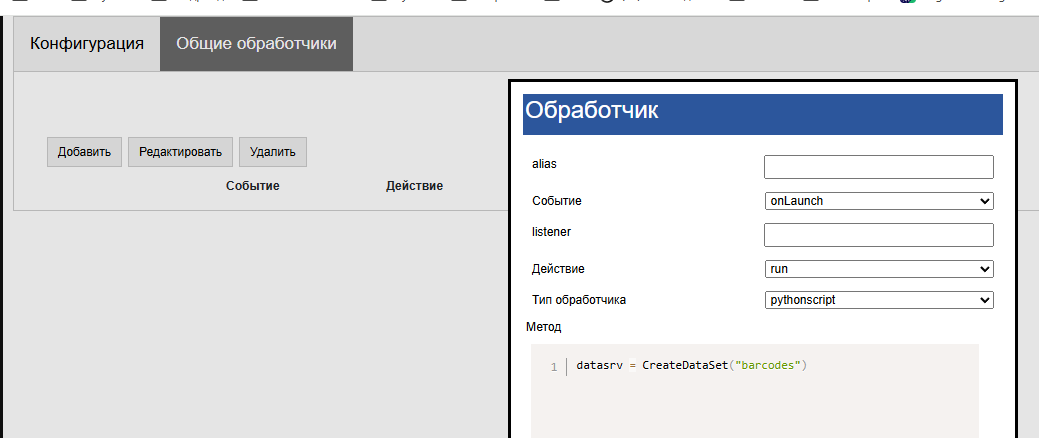 Конфигурация
Общие обработчики
Добавить
Редактировать
Удалить
Событие
Действие
Обработчик
alias
Событие
onLaunch
listener
Действие
run
Тип обработчика
pythonscript
Метод
1
datasrv = CreateDataSet("barcodes")